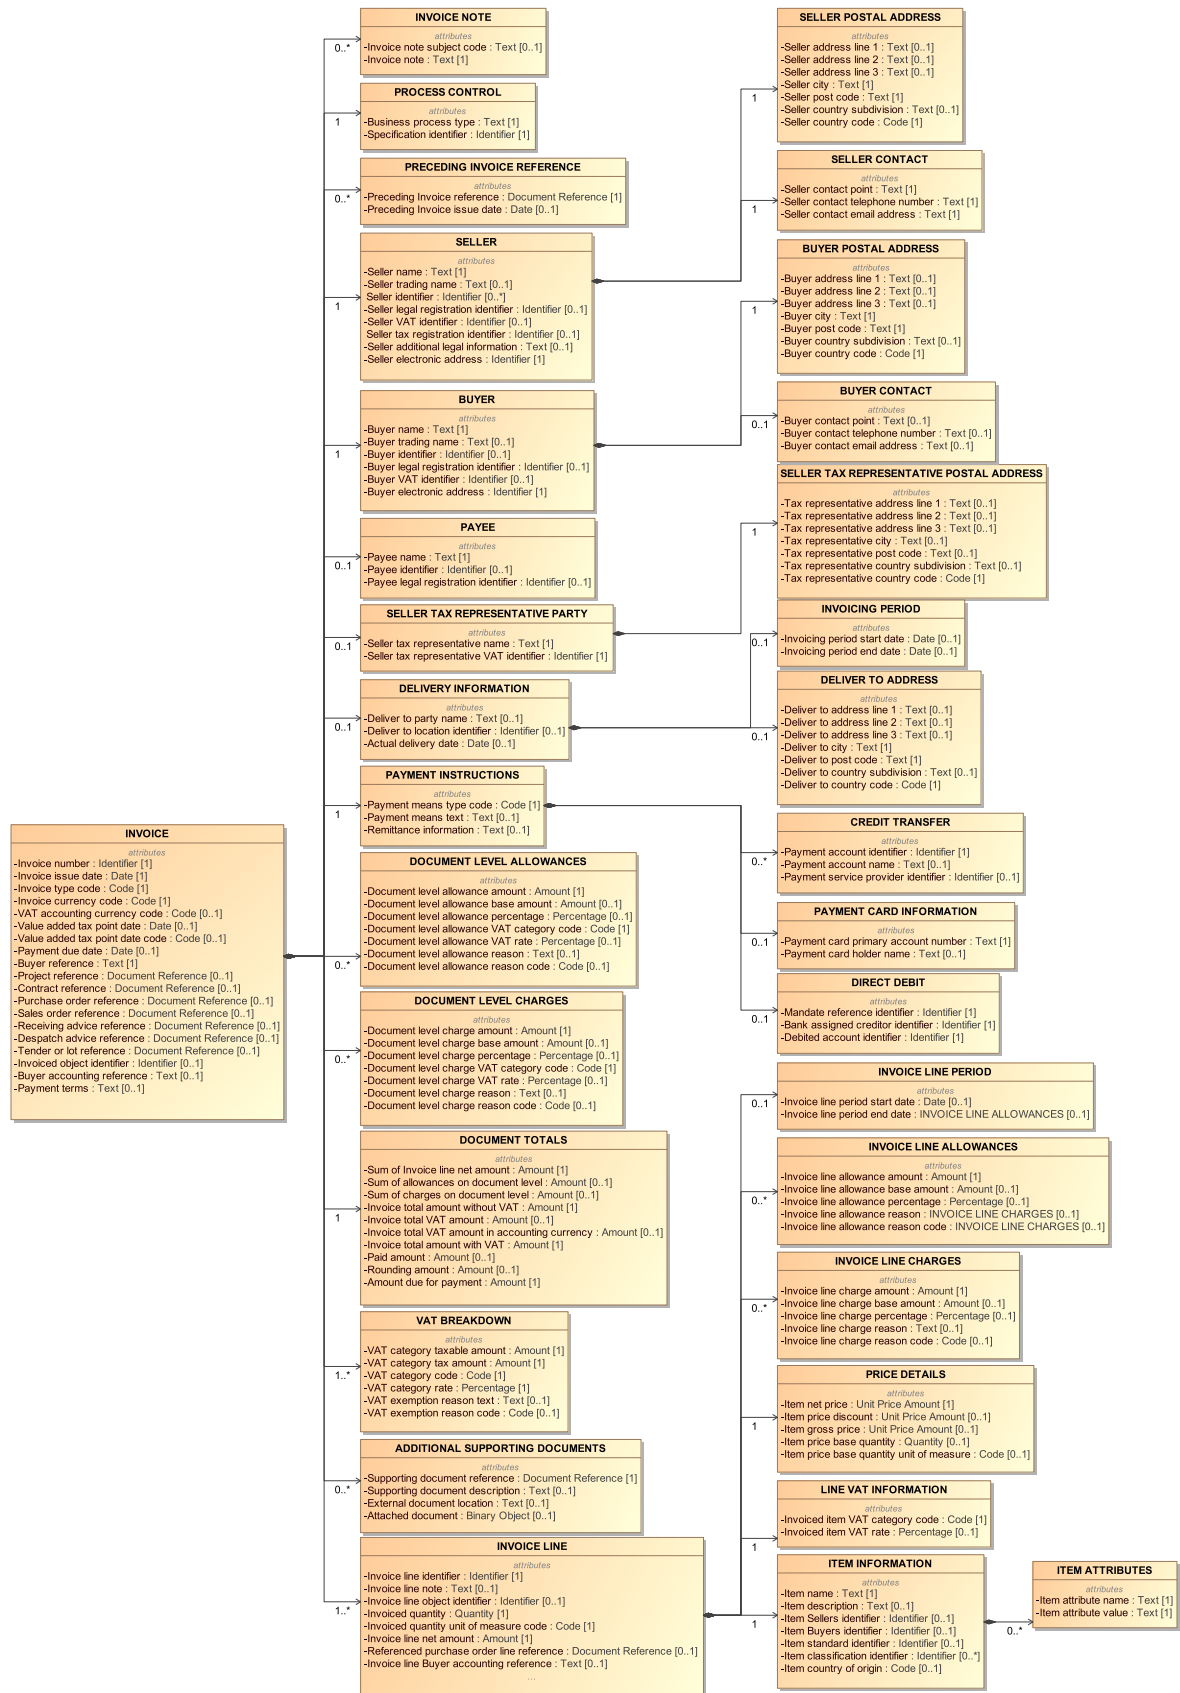 INVOICE
attributes
-Invoice number : Identifier [1]
-Invoice issue date : Date [1]
-Invoice type code : Code [1]
-Invoice currency code : Code [1]
-VAT accounting currency code : Code [0..1]
-Value added tax point date : Date [0..1]
-Value added tax point date code : Code [0..1]
-Payment due date : Date [0..1]
-Buyer reference : Text [1]
-Project reference : Document Reference [0..1]
-Contract reference : Document Reference [0..1]
-Purchase order reference : Document Reference [0..1]
-Sales order reference : Document Reference [0..1]
-Receiving advice reference : Document Reference [0..1]
-Despatch advice reference : Document Reference [0..1]
-Tender or lot reference : Document Reference [0..1]
-Invoiced object identifier : Identifier [0..1]
-Buyer accounting reference : Text [0..1]
-Payment terms : Text [0..1]
INVOICE NOTE
attributes
-Invoice note subject code : Text [0..1]
-Invoice note : Text [1]
0..*
PROCESS CONTROL
attributes
-Business process type : Text [1]
-Specification identifier : Identifier [1]
1
PRECEDING INVOICE REFERENCE
attributes
-Preceding Invoice reference : Document Reference [1]
-Preceding Invoice issue date : Date [0..1]
0..*
SELLER
attributes
-Seller name : Text [1]
-Seller trading name : Text [0..1]
Seller identifier : Identifier [0..*]
-Seller legal registration identifier : Identifier [0..1]
-Seller VAT identifier : Identifier [0..1]
Seller tax registration identifier : Identifier [0..1]
-Seller additional legal information : Text [0..1]
-Seller electronic address : Identifier [1]
1
BUYER
attributes
-Buyer name : Text [1]
-Buyer trading name : Text [0..1]
-Buyer identifier : Identifier [0..1]
-Buyer legal registration identifier : Identifier [0..1]
-Buyer VAT identifier : Identifier [0..1]
-Buyer electronic address : Identifier [1]
1
PAYEE
attributes
-Payee name : Text [1]
-Payee identifier : Identifier [0..1]
-Payee legal registration identifier : Identifier [0..1]
0..1
SELLER TAX REPRESENTATIVE PARTY
attributes
-Seller tax representative name : Text [1]
-Seller tax representative VAT identifier : Identifier [1]
0..1
DELIVERY INFORMATION
attributes
-Deliver to party name : Text [0..1]
-Deliver to location identifier : Identifier [0..1]
-Actual delivery date : Date [0..1]
0..1
PAYMENT INSTRUCTIONS
attributes
-Payment means type code : Code [1]
-Payment means text : Text [0..1]
-Remittance information : Text [0..1]
1
DOCUMENT LEVEL ALLOWANCES
attributes
-Document level allowance amount : Amount [1]
-Document level allowance base amount : Amount [0..1]
-Document level allowance percentage : Percentage [0..1]
-Document level allowance VAT category code : Code [1]
-Document level allowance VAT rate : Percentage [0..1]
-Document level allowance reason : Text [0..1]
-Document level allowance reason code : Code [0..1]
0..*
DOCUMENT LEVEL CHARGES
attributes
-Document level charge amount : Amount [1]
-Document level charge base amount : Amount [0..1]
-Document level charge percentage : Percentage [0..1]
-Document level charge VAT category code : Code [1]
-Document level charge VAT rate : Percentage [0..1]
-Document level charge reason : Text [0..1]
-Document level charge reason code : Code [0..1]
0..*
DOCUMENT TOTALS
attributes
-Sum of Invoice line net amount : Amount [1]
-Sum of allowances on document level : Amount [0..1]
-Sum of charges on document level : Amount [0..1]
-Invoice total amount without VAT : Amount [1]
-Invoice total VAT amount : Amount [0..1]
-Invoice total VAT amount in accounting currency : Amount [0..1]
-Invoice total amount with VAT : Amount [1]
-Paid amount : Amount [0..1]
-Rounding amount : Amount [0..1]
-Amount due for payment : Amount [1]
1
VAT BREAKDOWN
attributes
-VAT category taxable amount : Amount [1]
-VAT category tax amount : Amount [1]
-VAT category code : Code [1]
-VAT category rate : Percentage [1]
-VAT exemption reason text : Text [0..1]
-VAT exemption reason code : Code [0..1]
1..*
ADDITIONAL SUPPORTING DOCUMENTS
attributes
-Supporting document reference : Document Reference [1]
-Supporting document description : Text [0..1]
-External document location : Text [0..1]
-Attached document : Binary Object [0..1]
0..*
INVOICE LINE
attributes
-Invoice line identifier : Identifier [1]
-Invoice line note : Text [0..1]
-Invoice line object identifier : Identifier [0..1]
-Invoiced quantity : Quantity [1]
-Invoiced quantity unit of measure code : Code [1]
-Invoice line net amount : Amount [1]
-Referenced purchase order line reference : Document Reference [0..1]
-Invoice line Buyer accounting reference : Text [0..1]
...
1..*
SELLER POSTAL ADDRESS
attributes
-Seller address line 1 : Text [0..1]
-Seller address line 2 : Text [0..1]
-Seller address line 3 : Text [0..1]
-Seller city : Text [1]
-Seller post code : Text [1]
-Seller country subdivision : Text [0..1]
-Seller country code : Code [1]
1
SELLER CONTACT
attributes
-Seller contact point : Text [1]
-Seller contact telephone number : Text [1]
-Seller contact email address : Text [1]
1
BUYER POSTAL ADDRESS
attributes
-Buyer address line 1 : Text [0..1]
-Buyer address line 2 : Text [0..1]
-Buyer address line 3 : Text [0..1]
-Buyer city : Text [1]
-Buyer post code : Text [1]
-Buyer country subdivision : Text [0..1]
-Buyer country code : Code [1]
1
BUYER CONTACT
attributes
-Buyer contact point : Text [0..1]
-Buyer contact telephone number : Text [0..1]
-Buyer contact email address : Text [0..1]
0..1
SELLER TAX REPRESENTATIVE POSTAL ADDRESS
attributes
-Tax representative address line 1 : Text [0..1]
-Tax representative address line 2 : Text [0..1]
-Tax representative address line 3 : Text [0..1]
-Tax representative city : Text [0..1]
-Tax representative post code : Text [0..1]
-Tax representative country subdivision : Text [0..1]
-Tax representative country code : Code [1]
1
INVOICING PERIOD
attributes
-Invoicing period start date : Date [0..1]
-Invoicing period end date : Date [0..1]
0..1
DELIVER TO ADDRESS
attributes
-Deliver to address line 1 : Text [0..1]
-Deliver to address line 2 : Text [0..1]
-Deliver to address line 3 : Text [0..1]
-Deliver to city : Text [1]
-Deliver to post code : Text [1]
-Deliver to country subdivision : Text [0..1]
-Deliver to country code : Code [1]
0..1
CREDIT TRANSFER
attributes
-Payment account identifier : Identifier [1]
-Payment account name : Text [0..1]
-Payment service provider identifier : Identifier [0..1]
0..*
PAYMENT CARD INFORMATION
attributes
-Payment card primary account number : Text [1]
-Payment card holder name : Text [0..1]
0..1
DIRECT DEBIT
attributes
-Mandate reference identifier : Identifier [1]
-Bank assigned creditor identifier : Identifier [1]
-Debited account identifier : Identifier [1]
0..1
INVOICE LINE PERIOD
attributes
-Invoice line period start date : Date [0..1]
-Invoice line period end date : INVOICE LINE ALLOWANCES [0..1]
0..1
INVOICE LINE ALLOWANCES
attributes
-Invoice line allowance amount : Amount [1]
-Invoice line allowance base amount : Amount [0..1]
-Invoice line allowance percentage : Percentage [0..1]
-Invoice line allowance reason : INVOICE LINE CHARGES [0..1]
-Invoice line allowance reason code : INVOICE LINE CHARGES [0..1]
0..*
INVOICE LINE CHARGES
attributes
-Invoice line charge amount : Amount [1]
-Invoice line charge base amount : Amount [0..1]
-Invoice line charge percentage : Percentage [0..1]
-Invoice line charge reason : Text [0..1]
-Invoice line charge reason code : Code [0..1]
0..*
PRICE DETAILS
attributes
-Item net price : Unit Price Amount [1]
-Item price discount : Unit Price Amount [0..1]
-Item gross price : Unit Price Amount [0..1]
-Item price base quantity : Quantity [0..1]
-Item price base quantity unit of measure : Code [0..1]
1
LINE VAT INFORMATION
attributes
-Invoiced item VAT category code : Code [1]
-Invoiced item VAT rate : Percentage [0..1]
1
ITEM INFORMATION
attributes
-Item name : Text [1]
-Item description : Text [0..1]
-Item Sellers identifier : Identifier [0..1]
-Item Buyers identifier : Identifier [0..1]
-Item standard identifier : Identifier [0..1]
-Item classification identifier : Identifier [0..*]
-Item country of origin : Code [0..1]
1
ITEM ATTRIBUTES
attributes
-Item attribute name : Text [1]
-Item attribute value : Text [1]
0..*